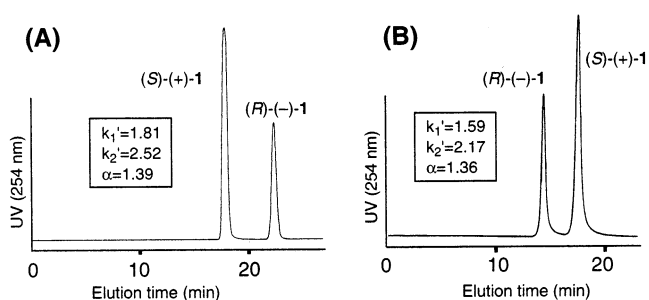 (A)
(S)-(+)-1
(R)-(−)-1
k₁'=1.81
k₂'=2.52
α=1.39
UV (254 nm)
0 10 20
Elution time (min)
(B)
(R)-(−)-1
(S)-(+)-1
k₁'=1.59
k₂'=2.17
α=1.36
UV (254 nm)
0 10 20
Elution time (min)